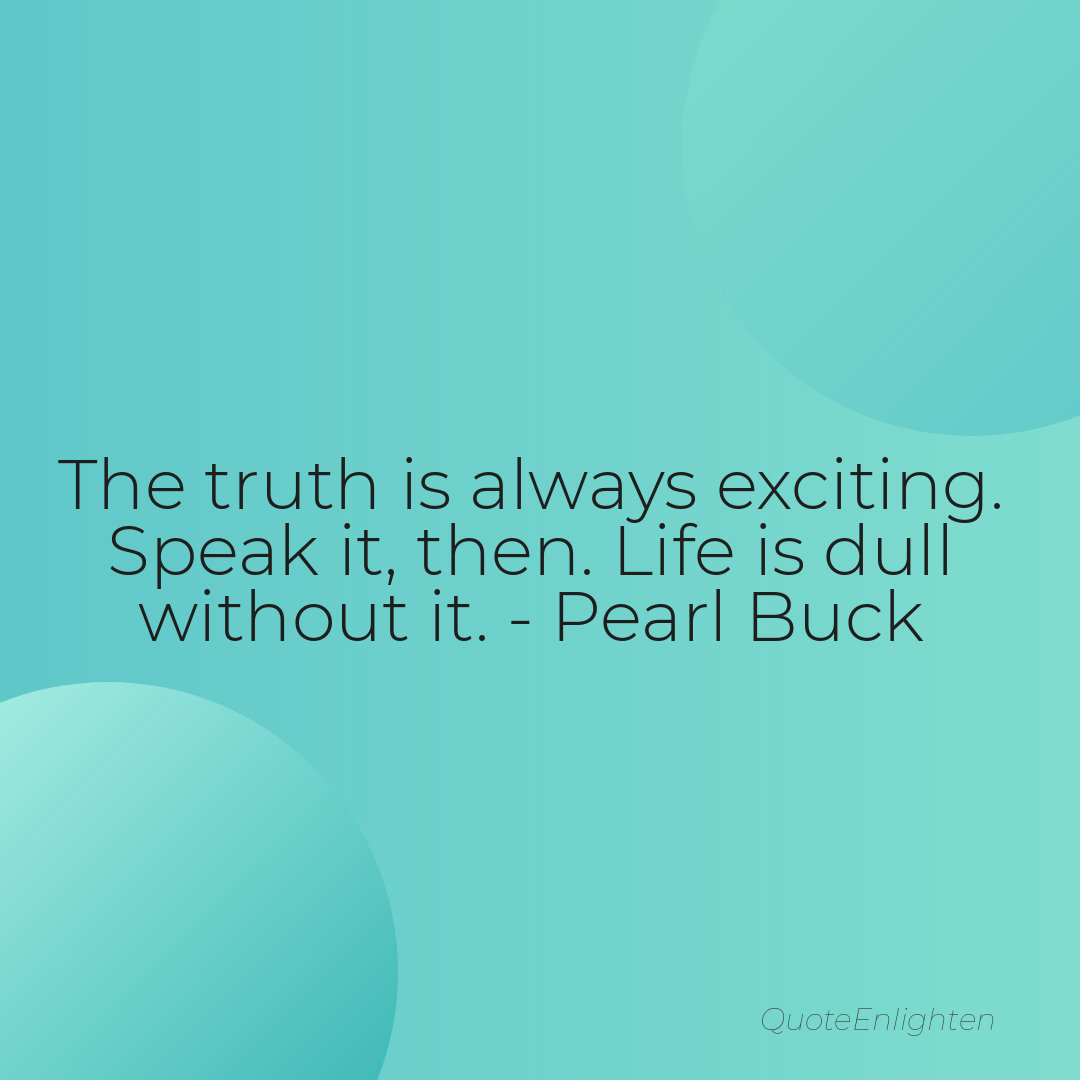 The truth is always exciting.
Speak it, then. Life is dull
without it. - Pearl Buck
QuoteEnlighten